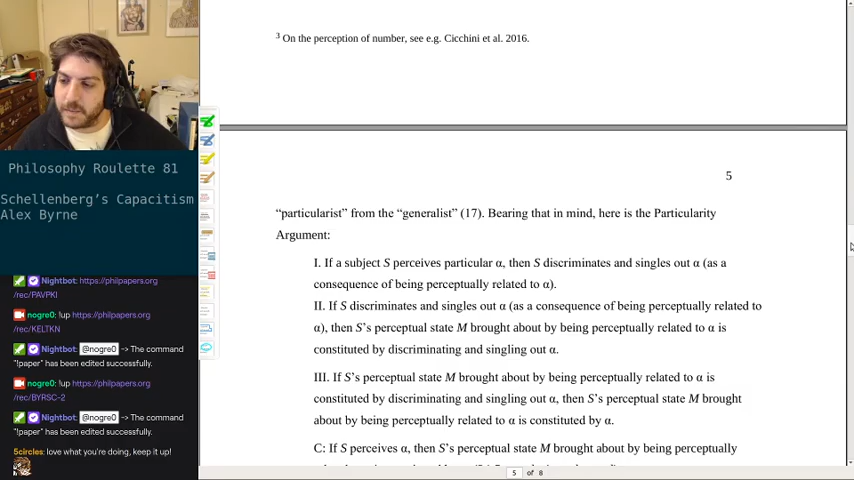 ³ On the perception of number, see e.g. Cicchini et al. 2016.
5
“particularist” from the “generalist” (17). Bearing that in mind, here is the Particularity
Argument:
I. If a subject S perceives particular α, then S discriminates and singles out α (as a
consequence of being perceptually related to α).
II. If S discriminates and singles out α (as a consequence of being perceptually related to
α), then S’s perceptual state M brought about by being perceptually related to α is
constituted by discriminating and singling out α.
III. If S’s perceptual state M brought about by being perceptually related to α is
constituted by discriminating and singling out α, then S’s perceptual state M brought
about by being perceptually related to α is constituted by α.
C: If S perceives α, then S’s perceptual state M brought about by being perceptually
5 of 8
Philosophy Roulette 81
Schellenberg’s Capacitism
Alex Byrne
Nightbot: https://philpapers.org
/rec/PAVPKI
nogre0: !up https://philpapers.org
/rec/KELTKN
Nightbot: @nogre0 -> The command
"!paper" has been edited successfully.
nogre0: !up https://philpapers.org
/rec/BYRSC-2
Nightbot: @nogre0 -> The command
"!paper" has been edited successfully.
5circles: love what you're doing, keep it up!